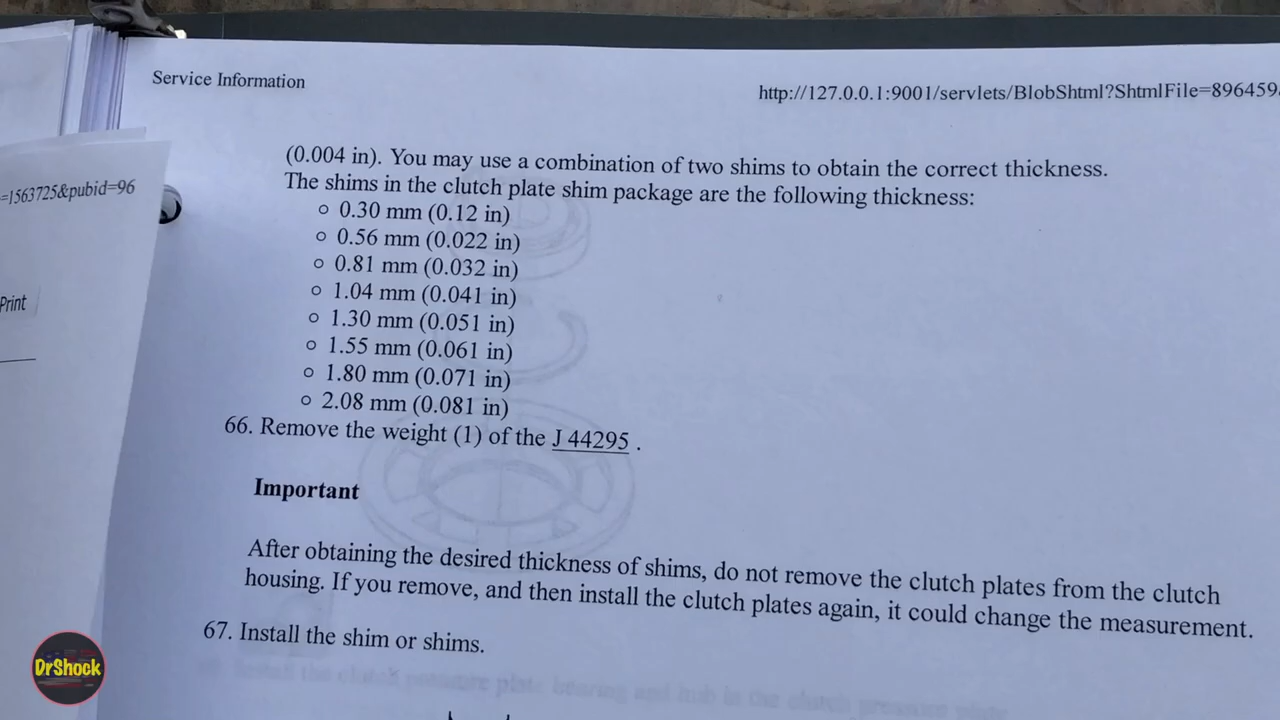 Service Information
http://127.0.0.1:9001/servlets/BlobShtml?ShtmlFile=896459
=1563725&pubid=96
Print
(0.004 in). You may use a combination of two shims to obtain the correct thickness.
The shims in the clutch plate shim package are the following thickness:
0.30 mm (0.12 in)
0.56 mm (0.022 in)
0.81 mm (0.032 in)
1.04 mm (0.041 in)
1.30 mm (0.051 in)
1.55 mm (0.061 in)
1.80 mm (0.071 in)
2.08 mm (0.081 in)
66. Remove the weight (1) of the J 44295 .
Important
After obtaining the desired thickness of shims, do not remove the clutch plates from the clutch
housing. If you remove, and then install the clutch plates again, it could change the measurement.
67. Install the shim or shims.
DrShock